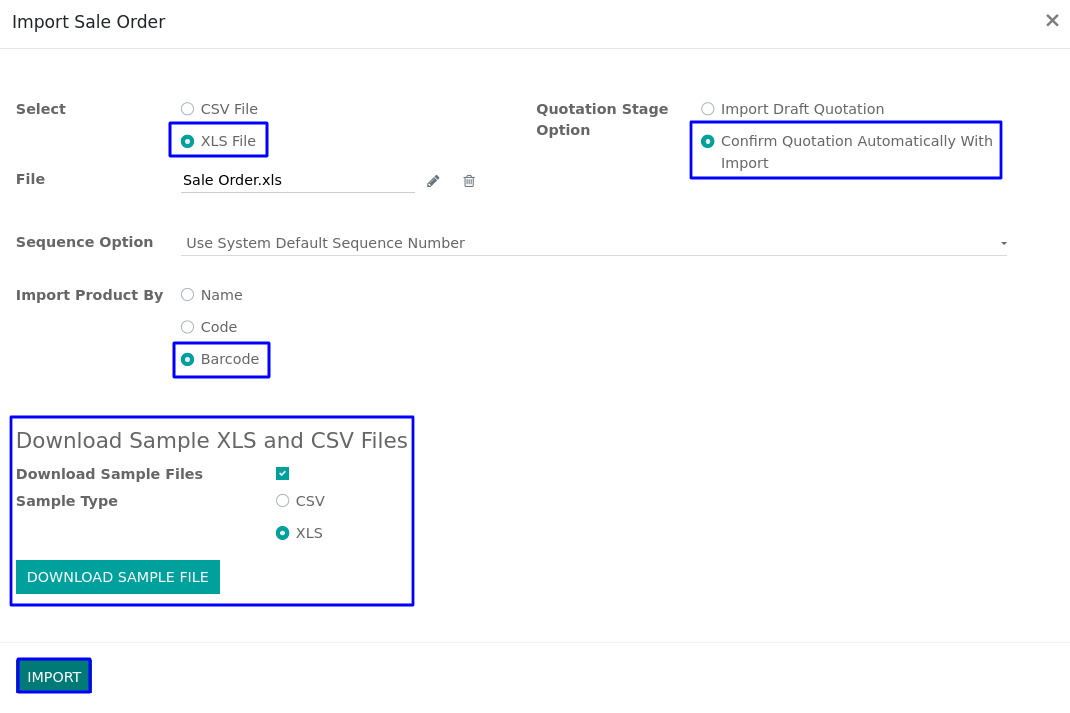 Import Sale Order
Select
CSV File
XLS File
Quotation Stage
Option
Import Draft Quotation
Confirm Quotation Automatically With
Import
File
Sale Order.xls
Sequence Option
Use System Default Sequence Number
Import Product By
Name
Code
Barcode
Download Sample XLS and CSV Files
Download Sample Files
Sample Type
CSV
XLS
DOWNLOAD SAMPLE FILE
IMPORT